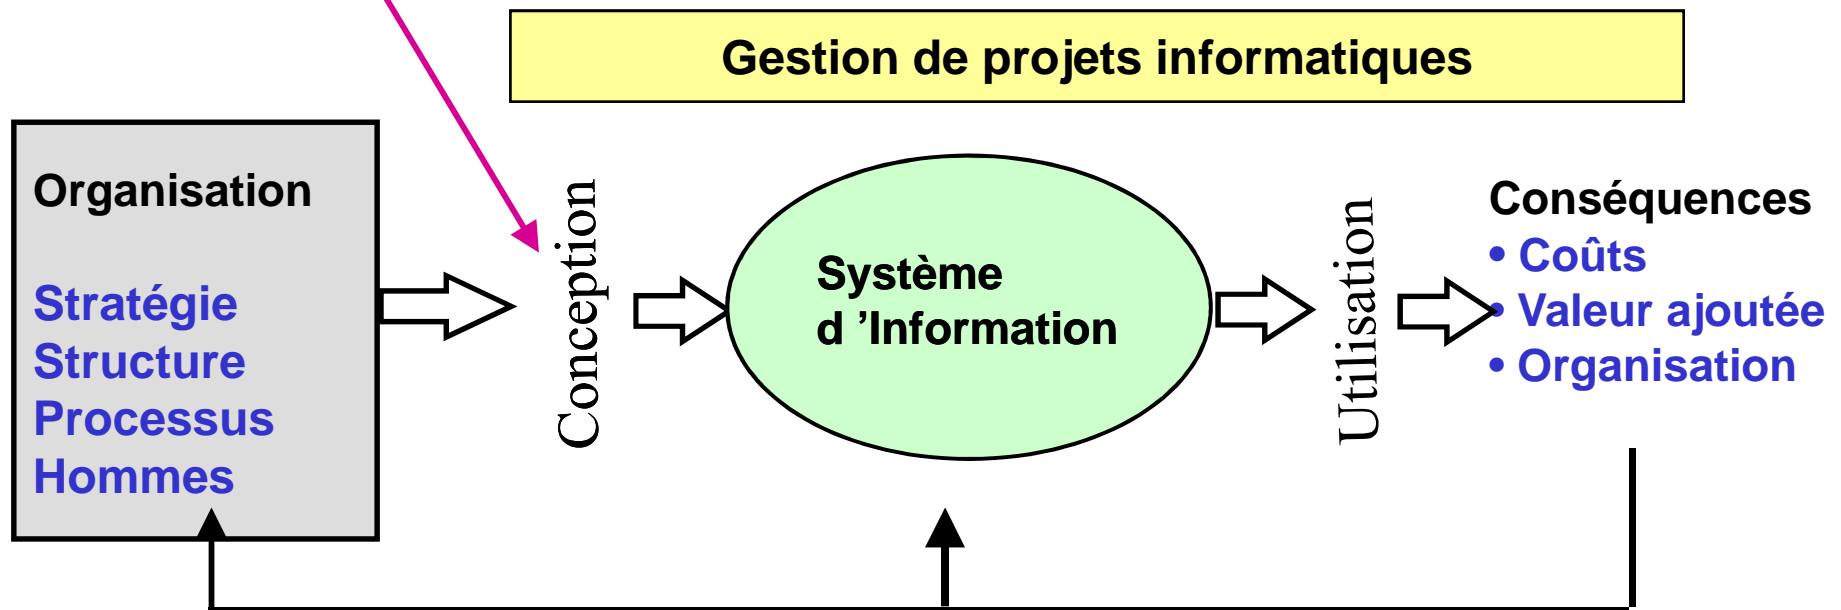 Gestion de projets informatiques
Organisation
Stratégie
Structure
Processus
Hommes
Conception
Système
d ’Information
Utilisation
Conséquences
• Coûts
• Valeur ajoutée
• Organisation